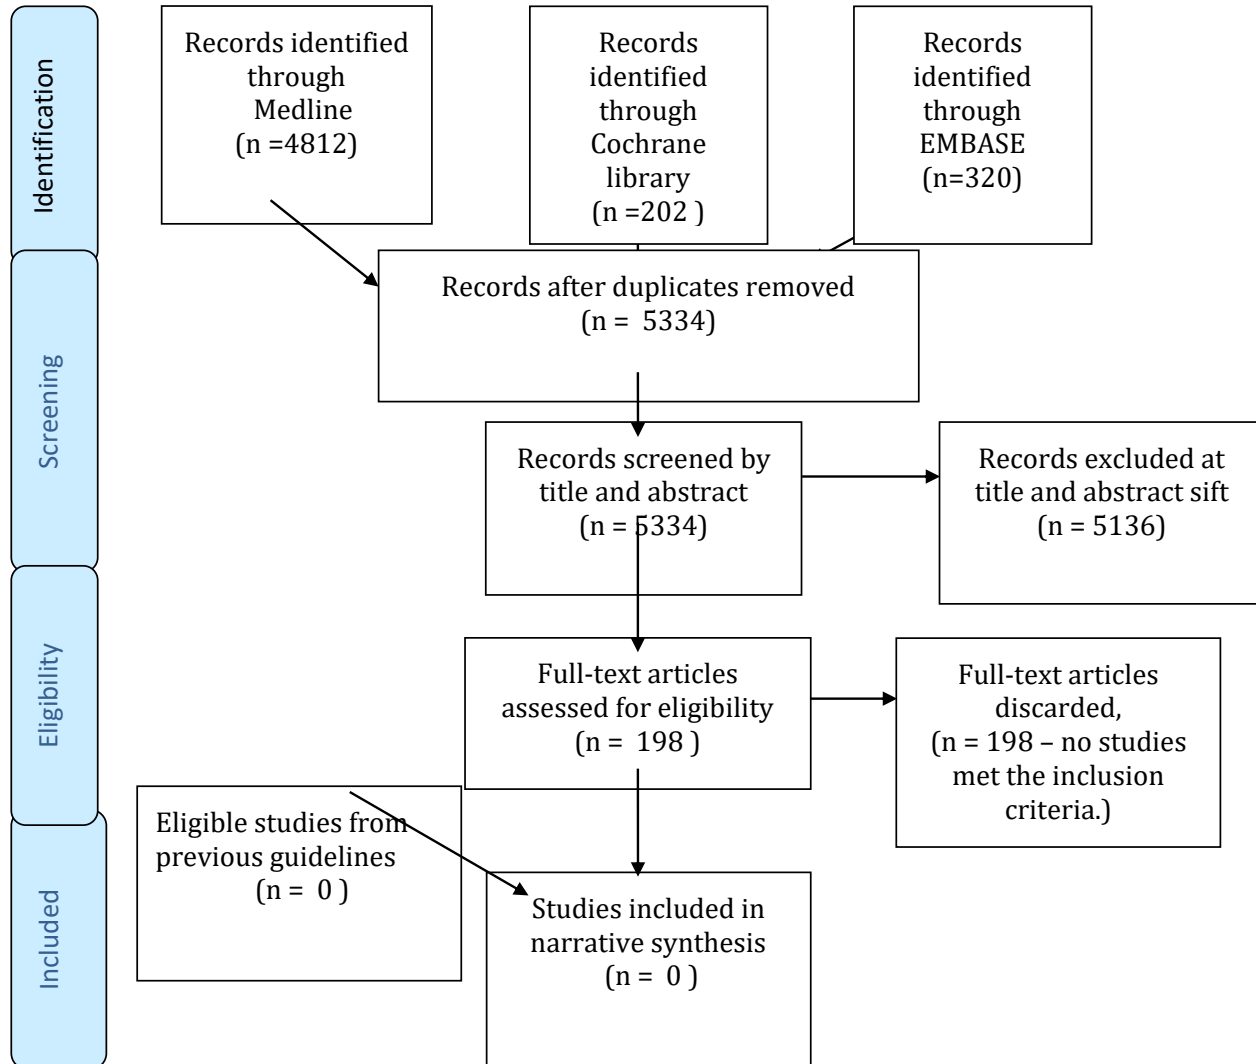 Identification
Records identified
through
Medline
(n =4812)
Records
identified
through
Cochrane
library
(n =202 )
Records
identified
through
EMBASE
(n=320)
Screening
Records after duplicates removed
(n =  5334)
Records screened by
title and abstract
(n = 5334)
Records excluded at
title and abstract sift
(n = 5136)
Eligibility
Full-text articles
assessed for eligibility
(n =  198 )
Full-text articles
discarded,
(n = 198 – no studies
met the inclusion
criteria.)
Included
Eligible studies from
previous guidelines
(n =  0 )
Studies included in
narrative synthesis
(n =  0 )